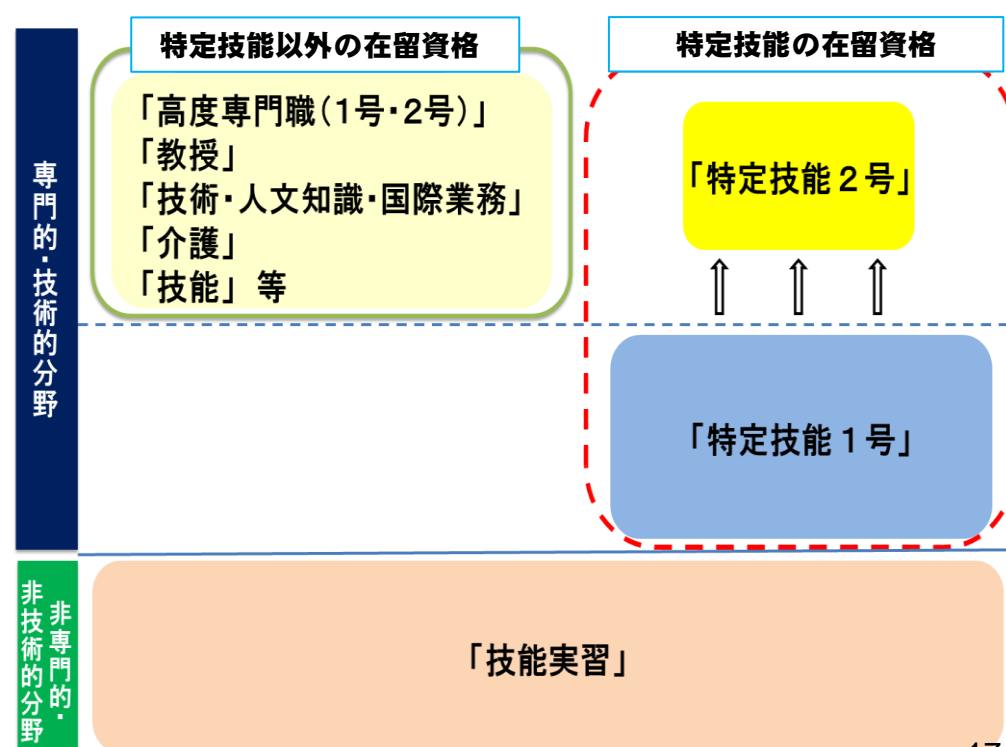 特定技能以外の在留資格
特定技能の在留資格
専門的・技術的分野
「高度専門職(1号・2号)」
「教授」
「技術・人文知識・国際業務」
「介護」
「技能」等
「特定技能2号」
⇧ ⇧ ⇧
「特定技能1号」
非専門的・
非技術的分野
「技能実習」
17